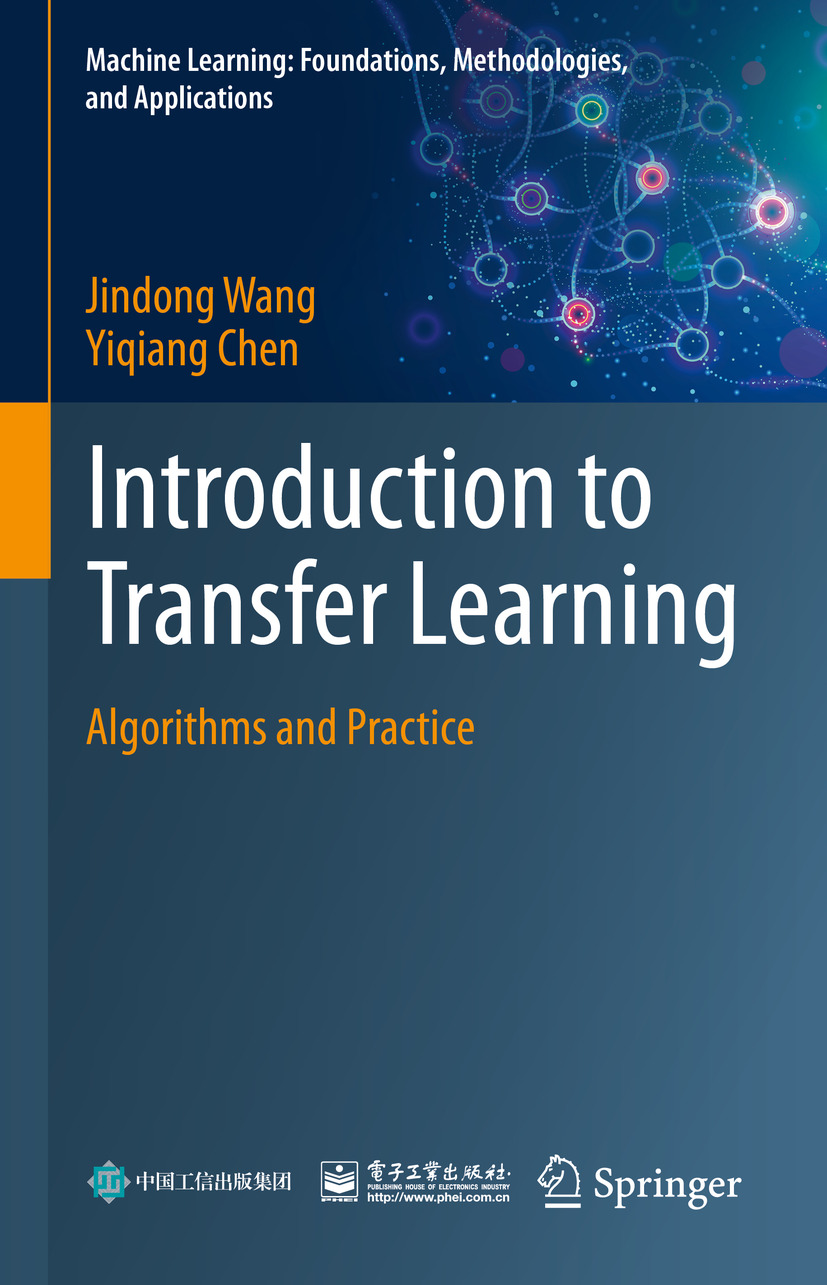 Machine Learning: Foundations, Methodologies,
and Applications
Jindong Wang
Yiqiang Chen
Introduction to
Transfer Learning
Algorithms and Practice
中国工信出版集团
PHEI
電子工業出版社·
PUBLISHING HOUSE OF ELECTRONICS INDUSTRY
http://www.phei.com.cn
Springer